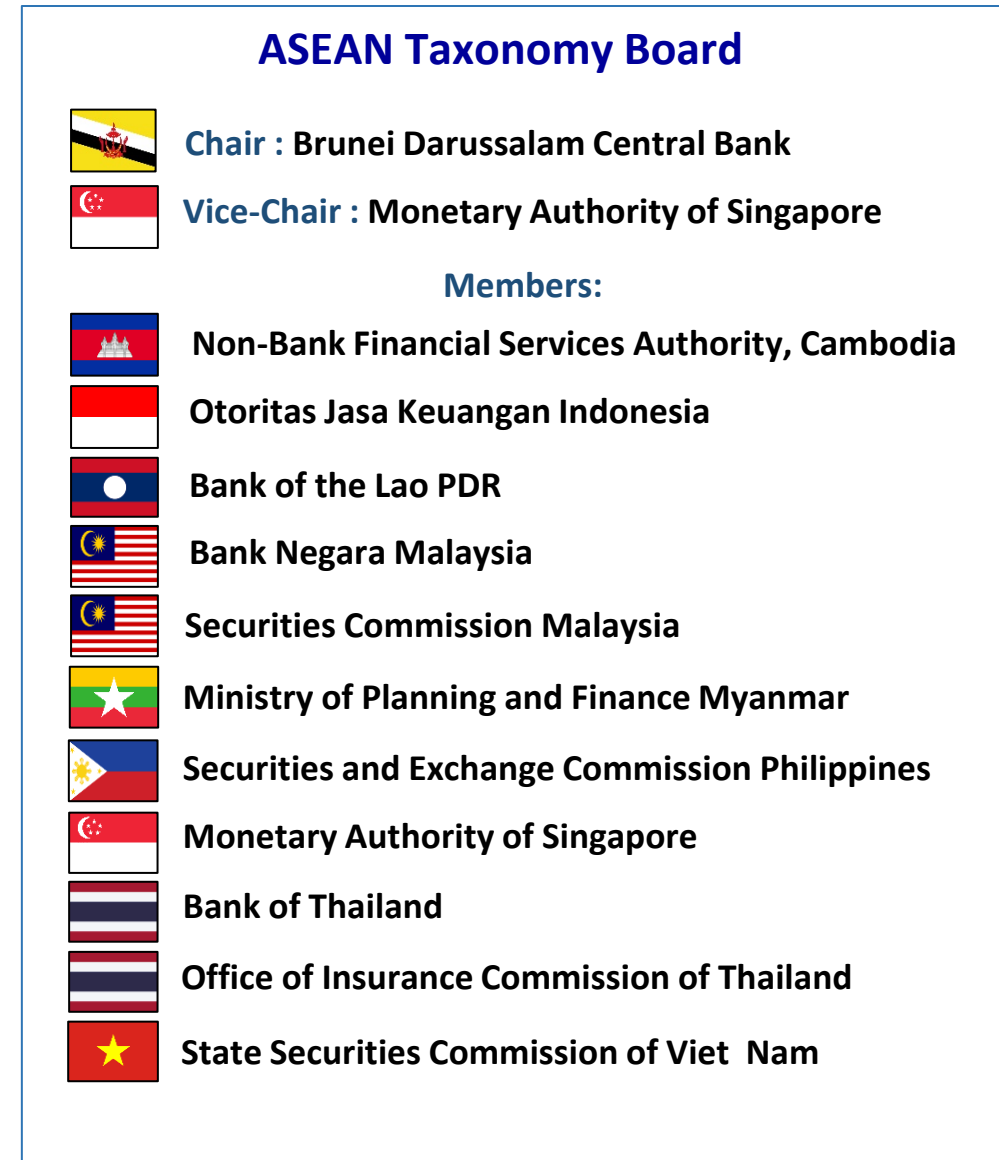 ASEAN Taxonomy Board
Chair : Brunei Darussalam Central Bank
Vice-Chair : Monetary Authority of Singapore
Members:
Non-Bank Financial Services Authority, Cambodia
Otoritas Jasa Keuangan Indonesia
Bank of the Lao PDR
Bank Negara Malaysia
Securities Commission Malaysia
Ministry of Planning and Finance Myanmar
Securities and Exchange Commission Philippines
Monetary Authority of Singapore
Bank of Thailand
Office of Insurance Commission of Thailand
State Securities Commission of Viet  Nam